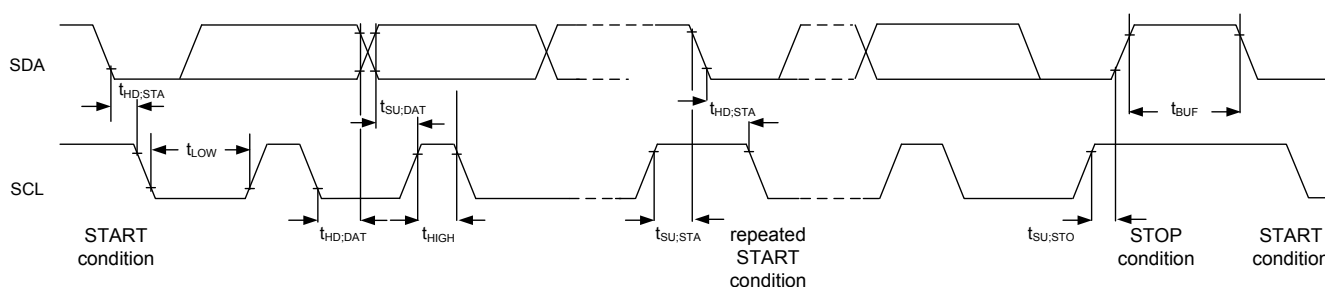 SDA
tHD;STA
tSU;DAT
tHD;STA
tBUF
tLOW
SCL
tHD;DAT
tHIGH
tSU;STA
tSU;STO
START
condition
repeated
START
condition
STOP
condition
START
condition